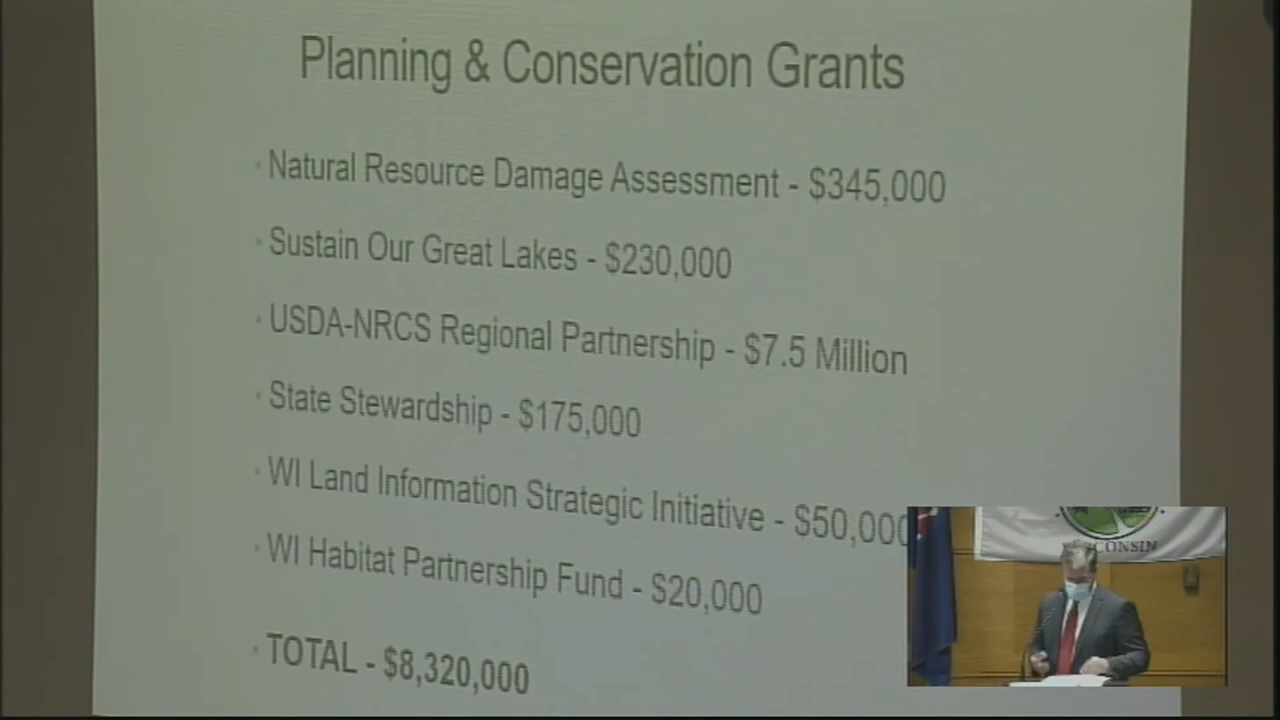 Planning & Conservation Grants
Natural Resource Damage Assessment - $345,000
Sustain Our Great Lakes - $230,000
USDA-NRCS Regional Partnership - $7.5 Million
State Stewardship - $175,000
WI Land Information Strategic Initiative - $50,000
WI Habitat Partnership Fund - $20,000
TOTAL - $8,320,000